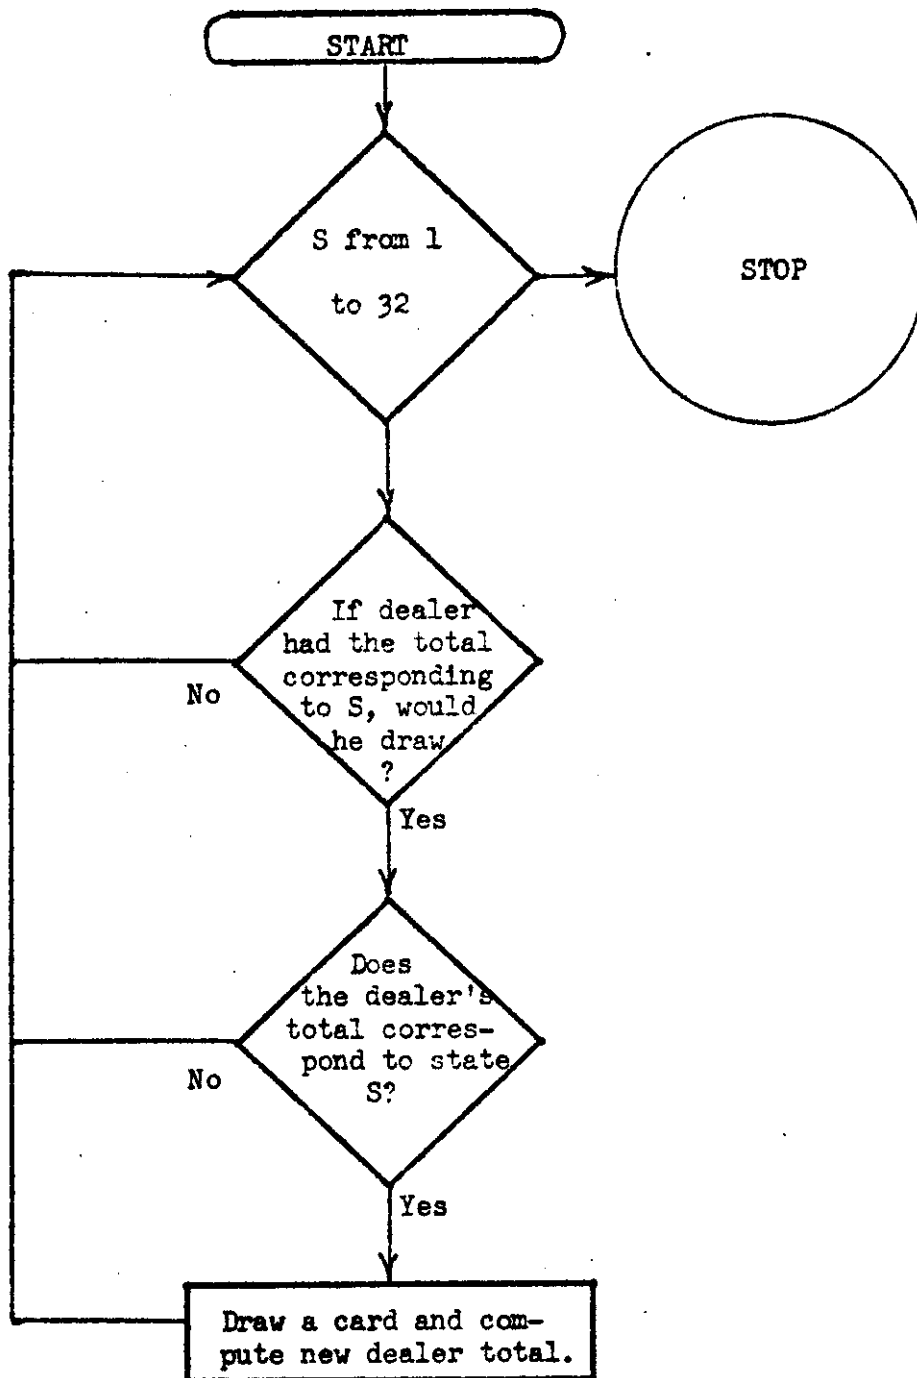 START
S from 1
to 32
STOP
If dealer
had the total
corresponding
to S, would
he draw
?
No
Yes
Does
the dealer's
total corres-
pond to state
S?
No
Yes
Draw a card and com-
pute new dealer total.